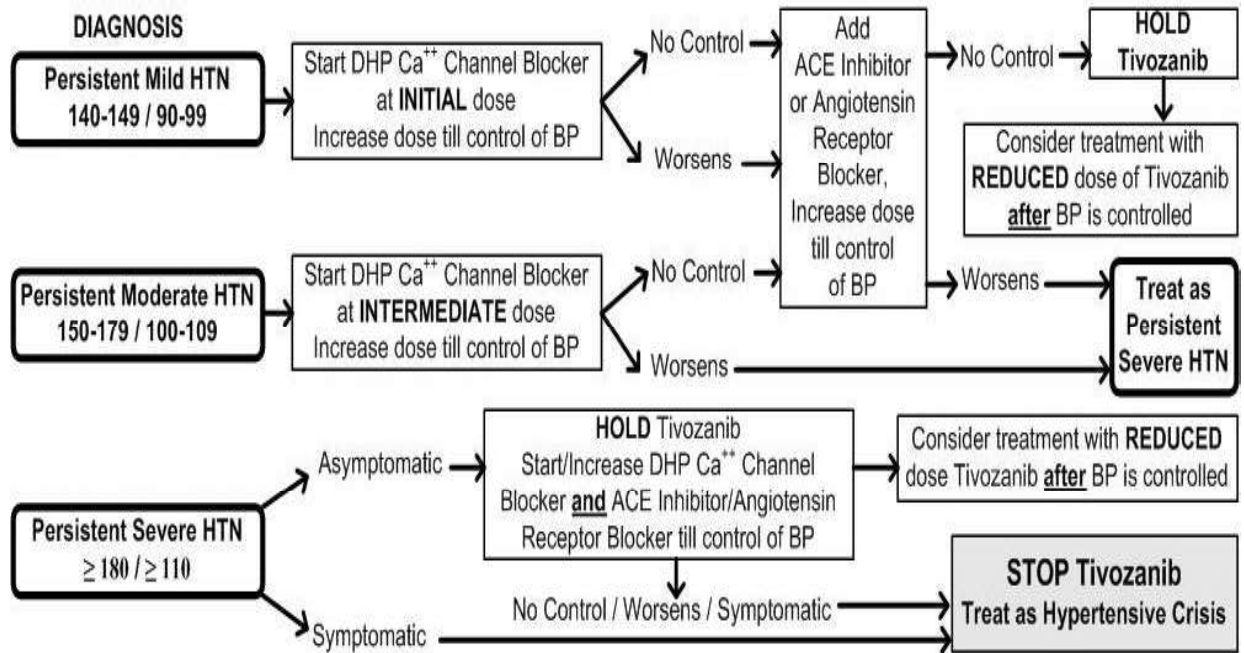 DIAGNOSIS
Persistent Mild HTN
140-149 / 90-99
Start DHP Ca++ Channel Blocker
at INITIAL dose
Increase dose till control of BP
No Control
Worsens
Add
ACE Inhibitor
or Angiotensin
Receptor
Blocker,
Increase dose
till control
of BP
No Control
HOLD
Tivozanib
Consider treatment with
REDUCED dose of Tivozanib
after BP is controlled
Persistent Moderate HTN
150-179 / 100-109
Start DHP Ca++ Channel Blocker
at INTERMEDIATE dose
Increase dose till control of BP
No Control
Worsens
Worsens
Treat as
Persistent
Severe HTN
Persistent Severe HTN
≥ 180 / ≥ 110
Asymptomatic
HOLD Tivozanib
Start/Increase DHP Ca++ Channel
Blocker and ACE Inhibitor/Angiotensin
Receptor Blocker till control of BP
Consider treatment with REDUCED
dose Tivozanib after BP is controlled
No Control / Worsens / Symptomatic
Symptomatic
STOP Tivozanib
Treat as Hypertensive Crisis